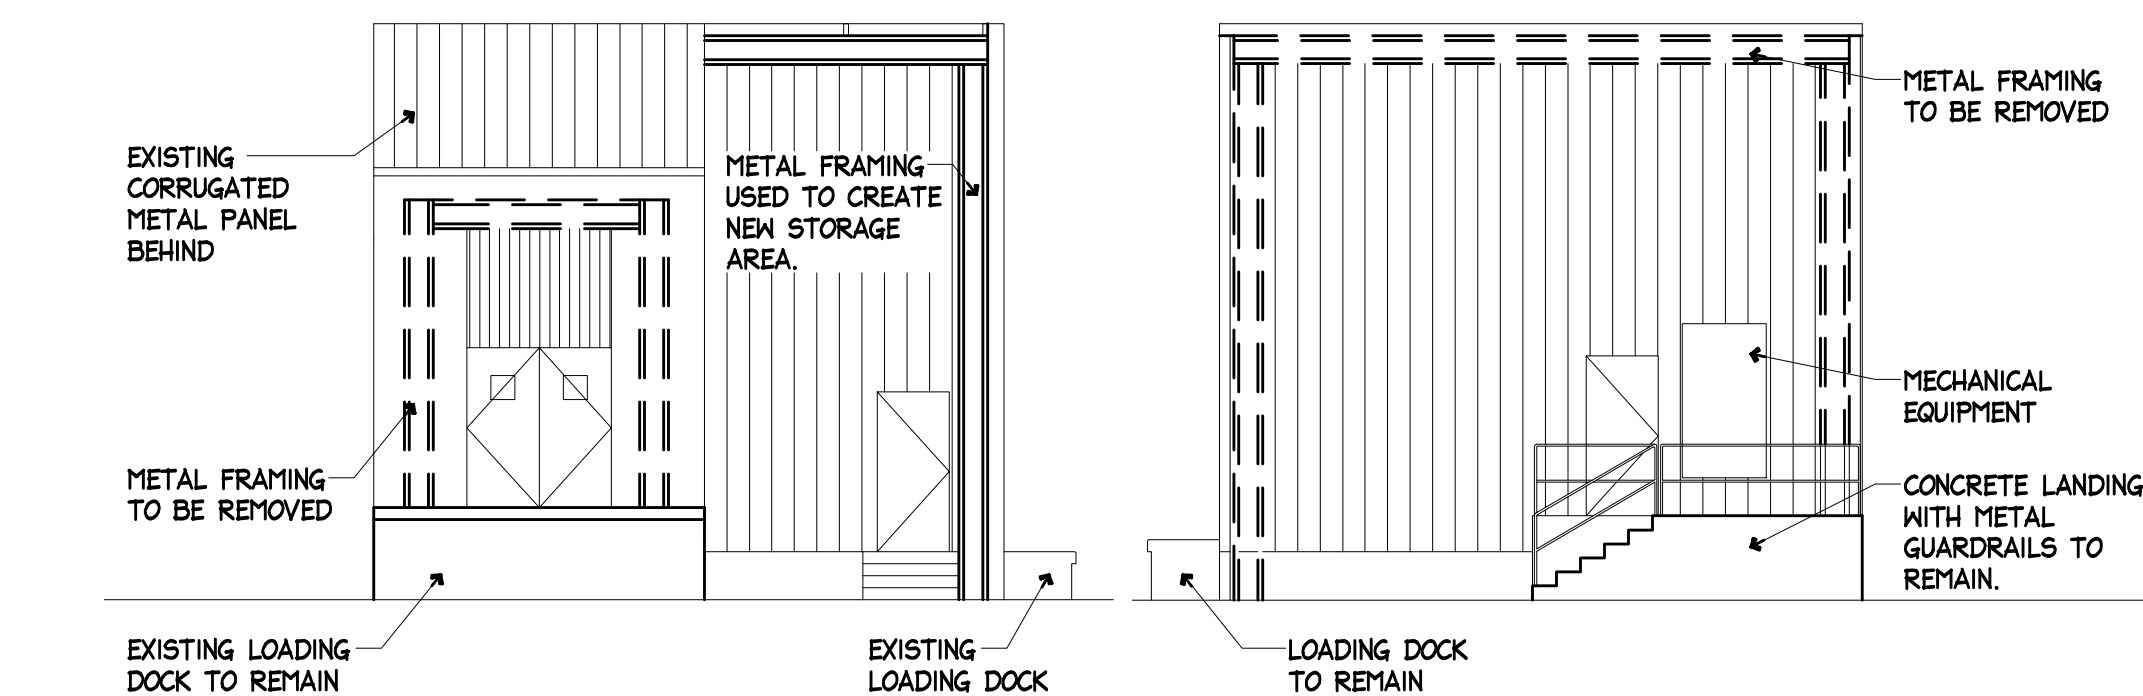 EXISTING
CORRUGATED
METAL PANEL
BEHIND
METAL FRAMING
TO BE REMOVED
EXISTING LOADING
DOCK TO REMAIN
METAL FRAMING
USED TO CREATE
NEW STORAGE
AREA.
EXISTING
LOADING DOCK
LOADING DOCK
TO REMAIN
METAL FRAMING
TO BE REMOVED
MECHANICAL
EQUIPMENT
CONCRETE LANDING
WITH METAL
GUARDRAILS TO
REMAIN.